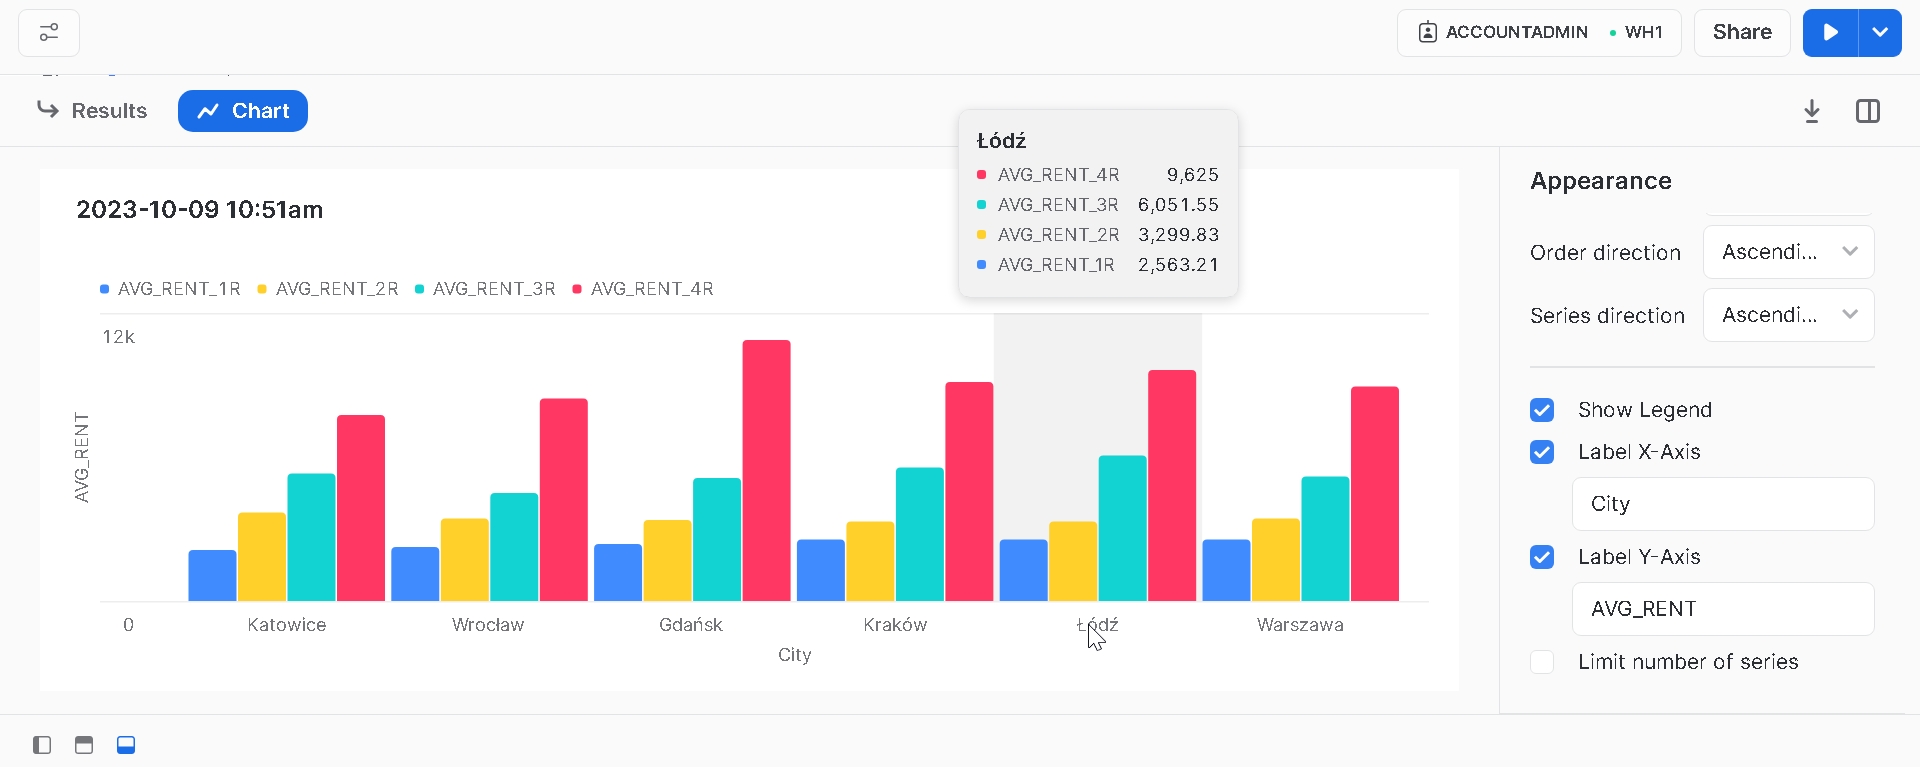 ACCOUNTADMIN WH1
Share
Results
Chart
Łódź
AVG_RENT_4R 9,625
AVG_RENT_3R 6,051.55
AVG_RENT_2R 3,299.83
AVG_RENT_1R 2,563.21
2023-10-09 10:51am
AVG_RENT_1R AVG_RENT_2R AVG_RENT_3R AVG_RENT_4R
12k
AVG_RENT
0 Katowice Wrocław Gdańsk Kraków Łódź Warszawa
City
Appearance
Order direction Ascendi...
Series direction Ascendi...
Show Legend
Label X-Axis
City
Label Y-Axis
AVG_RENT
Limit number of series